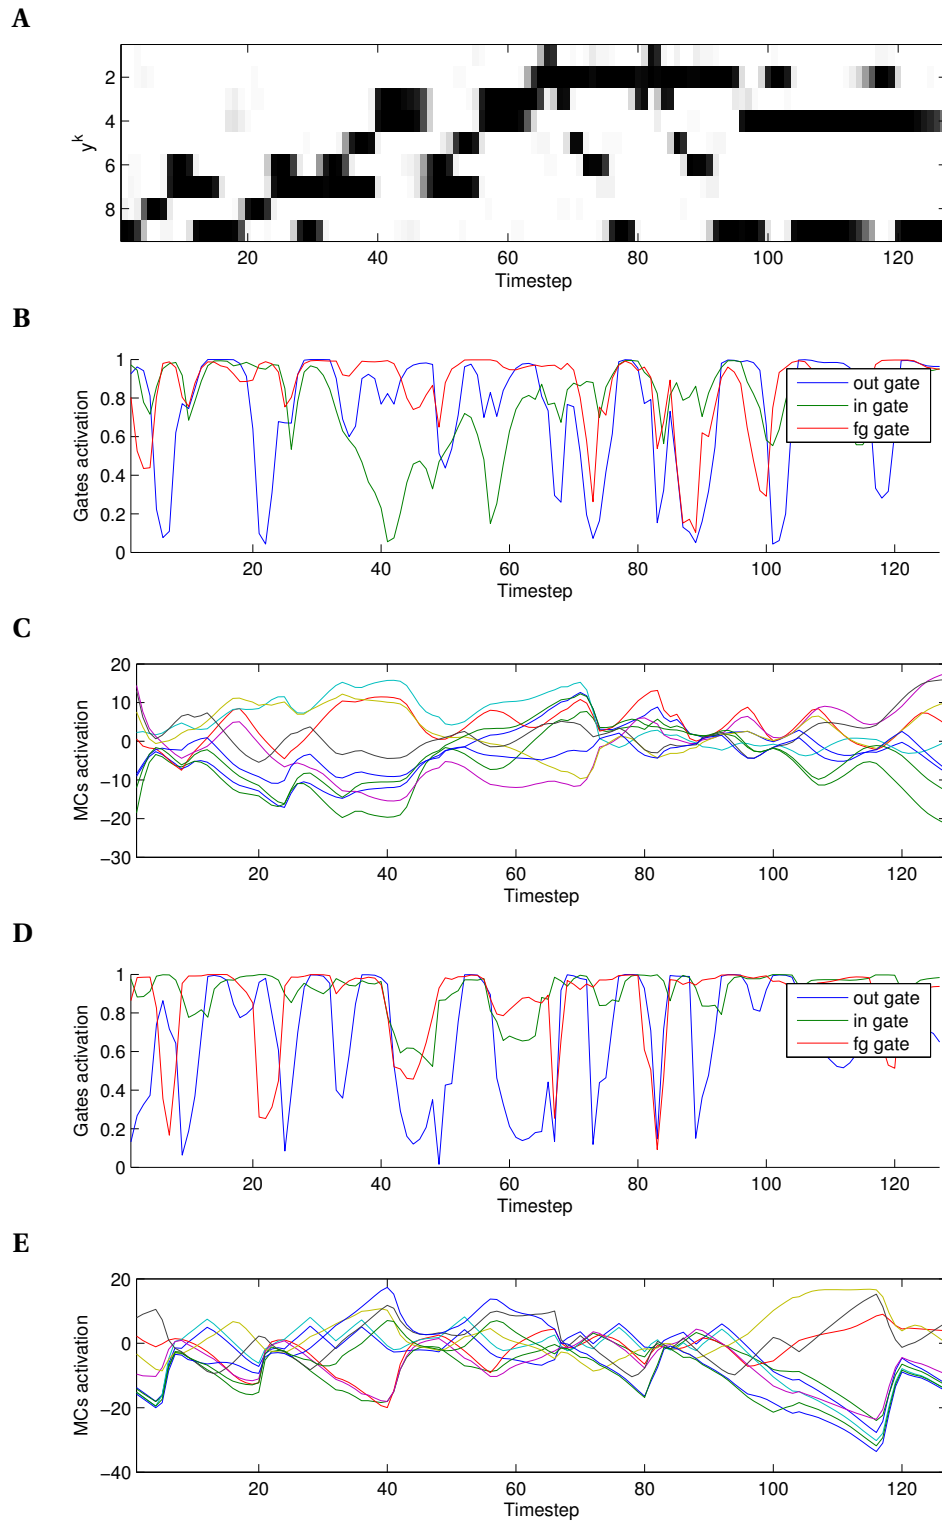 A
2
4
6
8
y^k
20 40 60 80 100 120
Timestep
B
1
0.8
0.6
0.4
0.2
0
Gates activation
out gate
in gate
fg gate
20 40 60 80 100 120
Timestep
C
20
10
0
−10
−20
−30
MCs activation
20 40 60 80 100 120
Timestep
D
1
0.8
0.6
0.4
0.2
0
Gates activation
out gate
in gate
fg gate
20 40 60 80 100 120
Timestep
E
20
0
−20
−40
MCs activation
20 40 60 80 100 120
Timestep